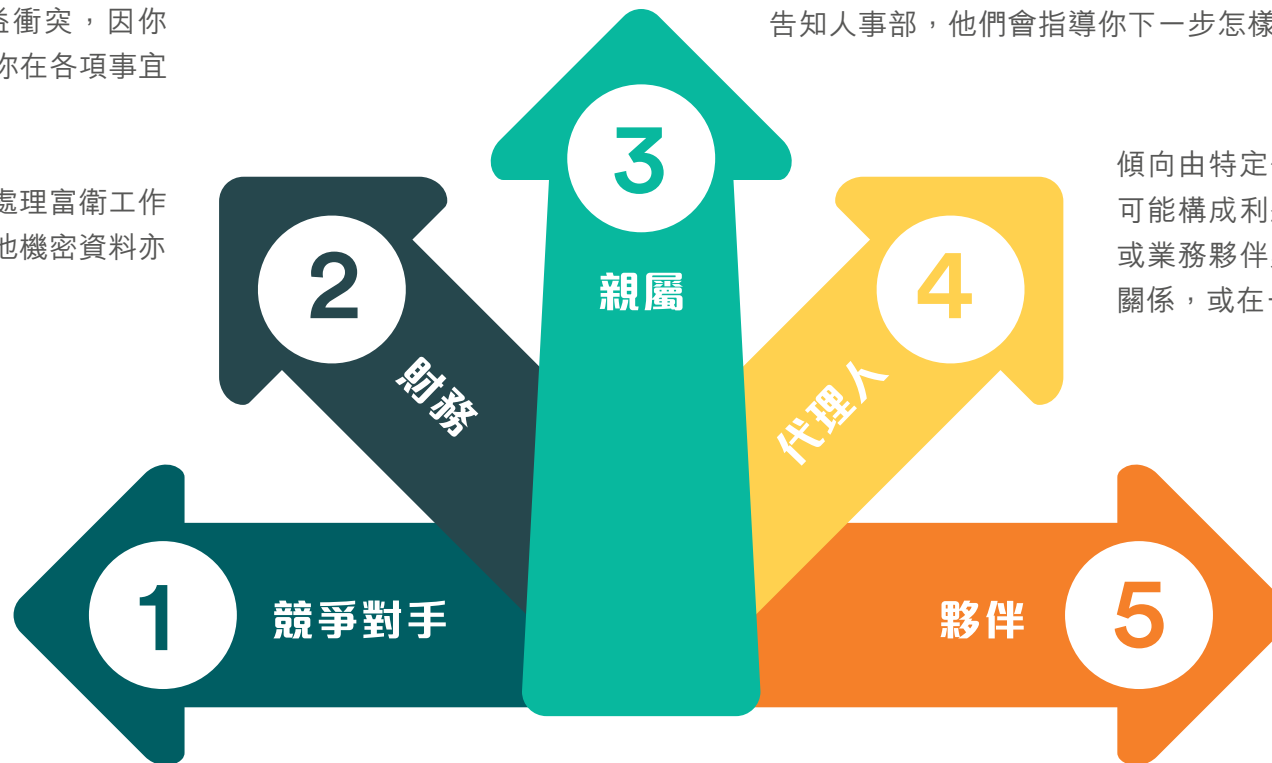 益衝突，因你
你在各項事宜
處理富衛工作
他機密資料亦
告知人事部，他們會指導你下一步怎樣
傾向由特定
可能構成利
或業務夥伴
關係，或在
1
競爭對手
2
財務
3
親屬
4
代理人
5
夥伴